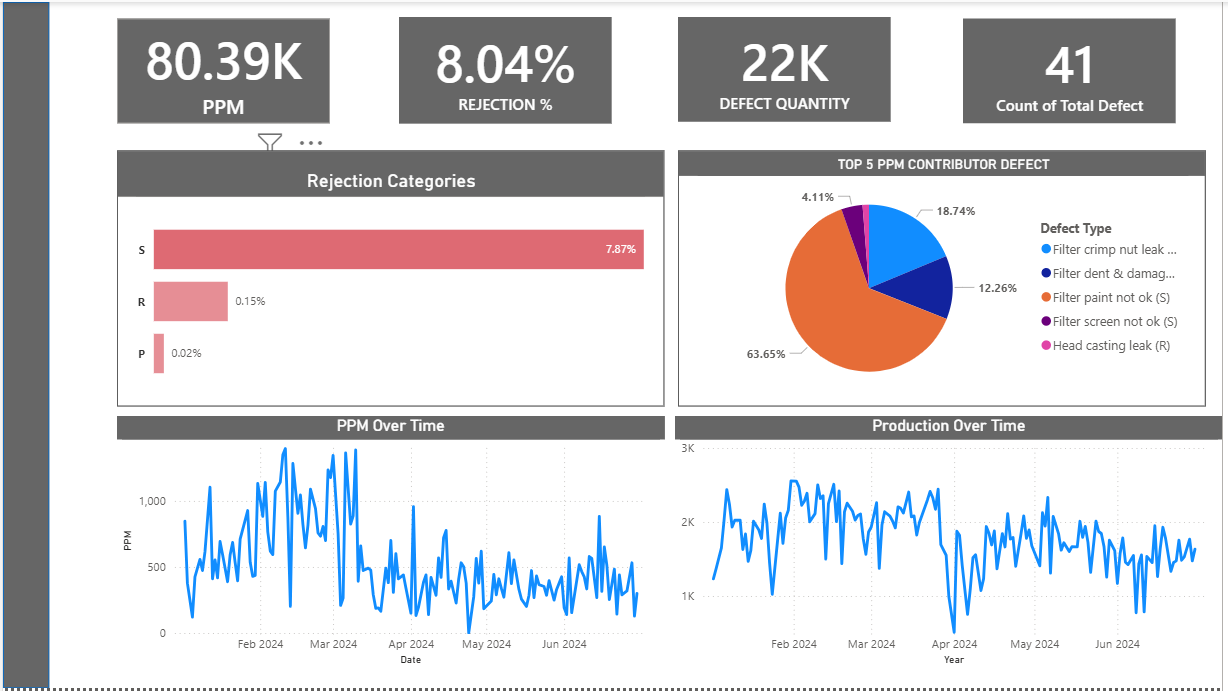 80.39K
PPM
8.04%
REJECTION %
22K
DEFECT QUANTITY
41
Count of Total Defect
Rejection Categories
S
7.87%
R
0.15%
P
0.02%
TOP 5 PPM CONTRIBUTOR DEFECT
4.11%
18.74%
12.26%
63.65%
Defect Type
Filter crimp nut leak ...
Filter dent & damag...
Filter paint not ok (S)
Filter screen not ok (S)
Head casting leak (R)
PPM Over Time
1,000
500
0
PPM
Feb 2024 Mar 2024 Apr 2024 May 2024 Jun 2024
Date
Production Over Time
3K
2K
1K
Feb 2024 Mar 2024 Apr 2024 May 2024 Jun 2024
Year